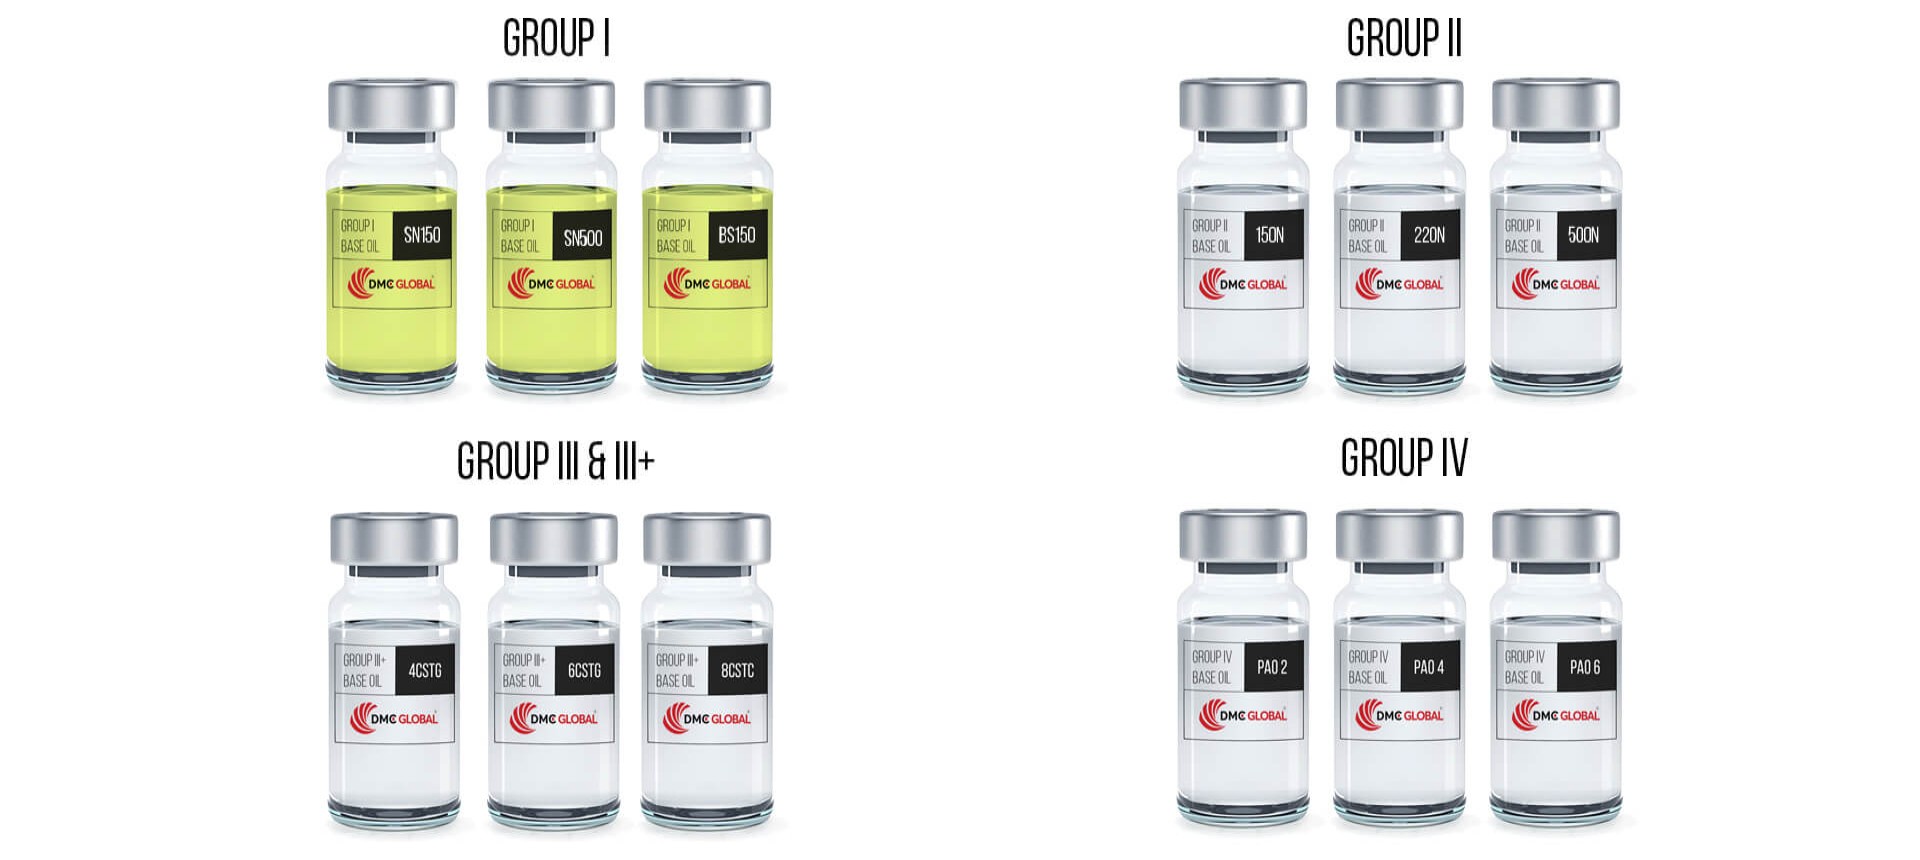 GROUP I
GROUP I
BASE OIL
SN150
DMC GLOBAL
GROUP I
BASE OIL
SN500
DMC GLOBAL
GROUP I
BASE OIL
BS150
DMC GLOBAL
GROUP II
GROUP II
BASE OIL
150N
DMC GLOBAL
GROUP II
BASE OIL
220N
DMC GLOBAL
GROUP II
BASE OIL
500N
DMC GLOBAL
GROUP III & III+
GROUP III+
BASE OIL
4CSTG
DMC GLOBAL
GROUP III+
BASE OIL
6CSTG
DMC GLOBAL
GROUP III+
BASE OIL
8CSTC
DMC GLOBAL
GROUP IV
GROUP IV
BASE OIL
PAO 2
DMC GLOBAL
GROUP IV
BASE OIL
PAO 4
DMC GLOBAL
GROUP IV
BASE OIL
PAO 6
DMC GLOBAL